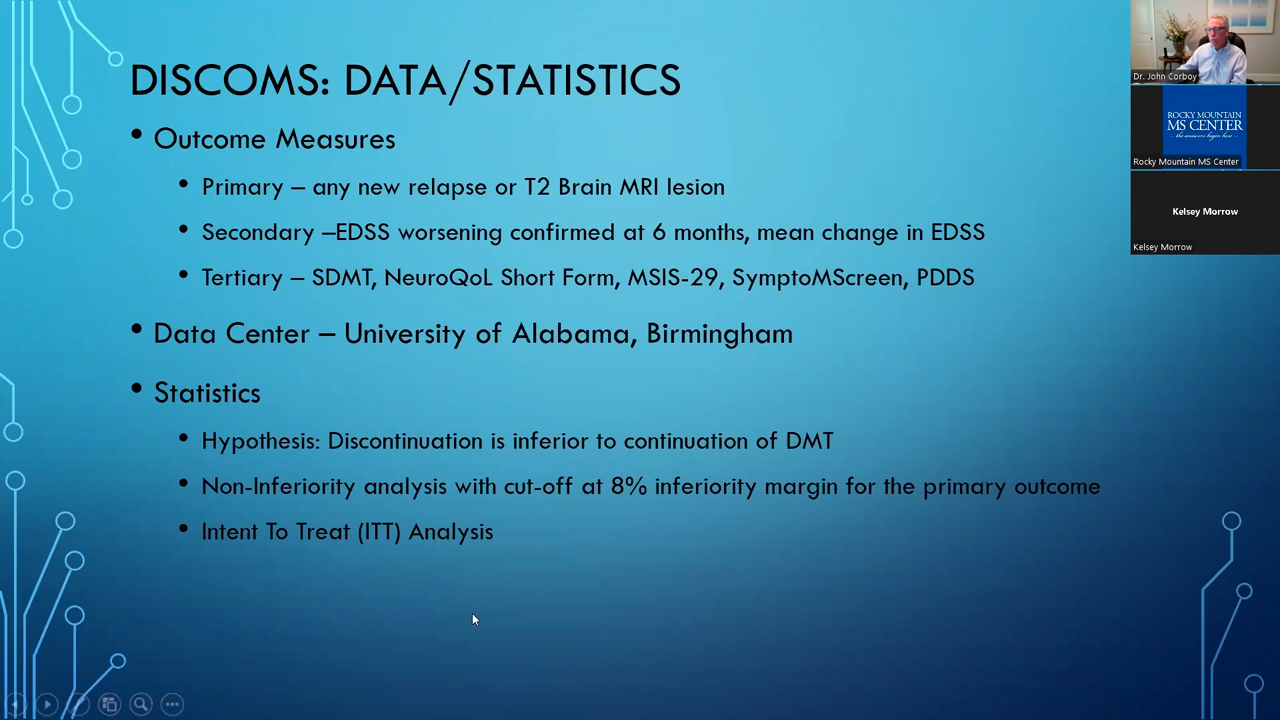 DISCOMS: DATA/STATISTICS
• Outcome Measures
• Primary – any new relapse or T2 Brain MRI lesion
• Secondary –EDSS worsening confirmed at 6 months, mean change in EDSS
• Tertiary – SDMT, NeuroQoL Short Form, MSIS-29, SymptoMScreen, PDDS
• Data Center – University of Alabama, Birmingham
• Statistics
• Hypothesis: Discontinuation is inferior to continuation of DMT
• Non-Inferiority analysis with cut-off at 8% inferiority margin for the primary outcome
• Intent To Treat (ITT) Analysis
Dr. John Corboy
ROCKY MOUNTAIN
MS CENTER
the answers begin here
Rocky Mountain MS Center
Kelsey Morrow
Kelsey Morrow